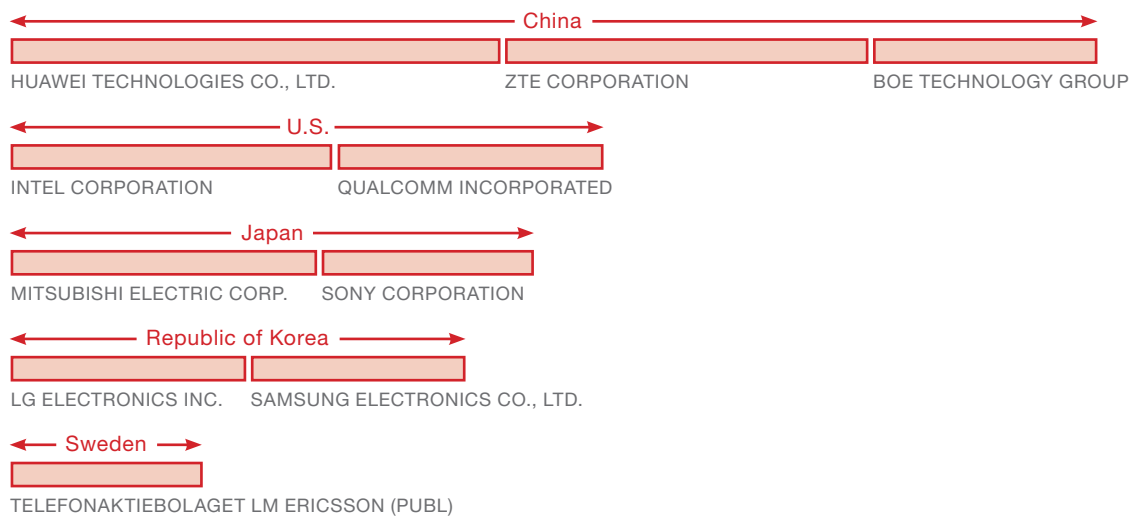 China
HUAWEI TECHNOLOGIES CO., LTD. ZTE CORPORATION BOE TECHNOLOGY GROUP
U.S.
INTEL CORPORATION QUALCOMM INCORPORATED
Japan
MITSUBISHI ELECTRIC CORP. SONY CORPORATION
Republic of Korea
LG ELECTRONICS INC. SAMSUNG ELECTRONICS CO., LTD.
Sweden
TELEFONAKTIEBOLAGET LM ERICSSON (PUBL)